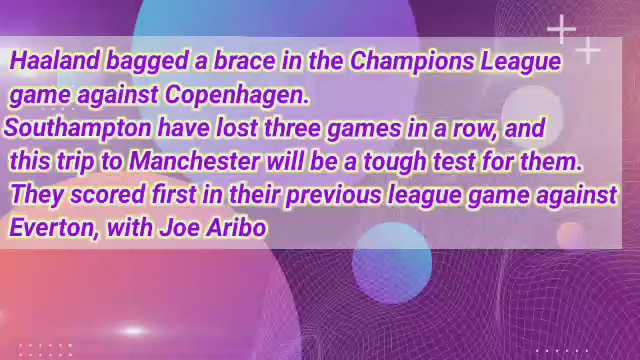 Haaland bagged a brace in the Champions League
game against Copenhagen.
Southampton have lost three games in a row, and
this trip to Manchester will be a tough test for them.
They scored first in their previous league game against
Everton, with Joe Aribo